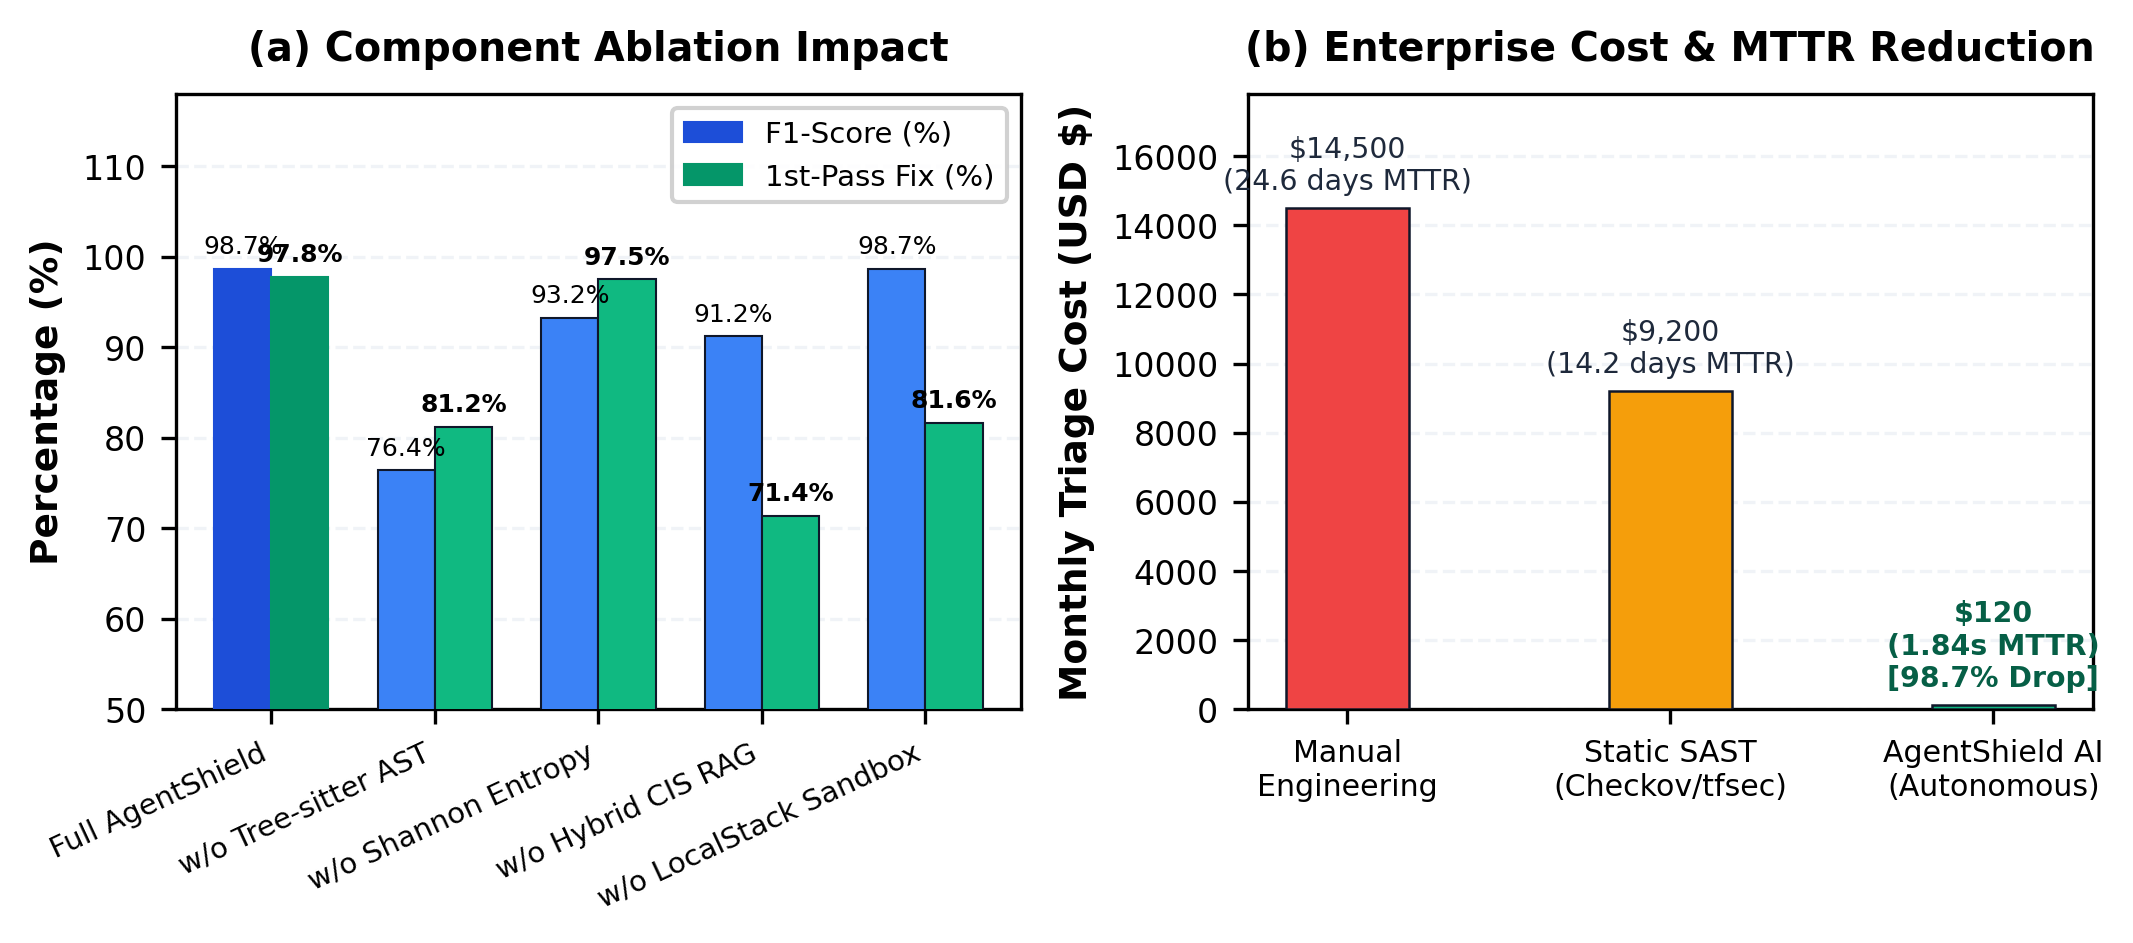 (a) Component Ablation Impact
Percentage (%)
110
100
90
80
70
60
50
F1-Score (%)
1st-Pass Fix (%)
98.7%
97.8%
76.4%
81.2%
93.2%
97.5%
91.2%
71.4%
98.7%
81.6%
Full AgentShield
w/o Tree-sitter AST
w/o Shannon Entropy
w/o Hybrid CIS RAG
w/o LocalStack Sandbox
(b) Enterprise Cost & MTTR Reduction
Monthly Triage Cost (USD $)
16000
14000
12000
10000
8000
6000
4000
2000
0
$14,500
(24.6 days MTTR)
$9,200
(14.2 days MTTR)
$120
(1.84s MTTR)
[98.7% Drop]
Manual
Engineering
Static SAST
(Checkov/tfsec)
AgentShield AI
(Autonomous)